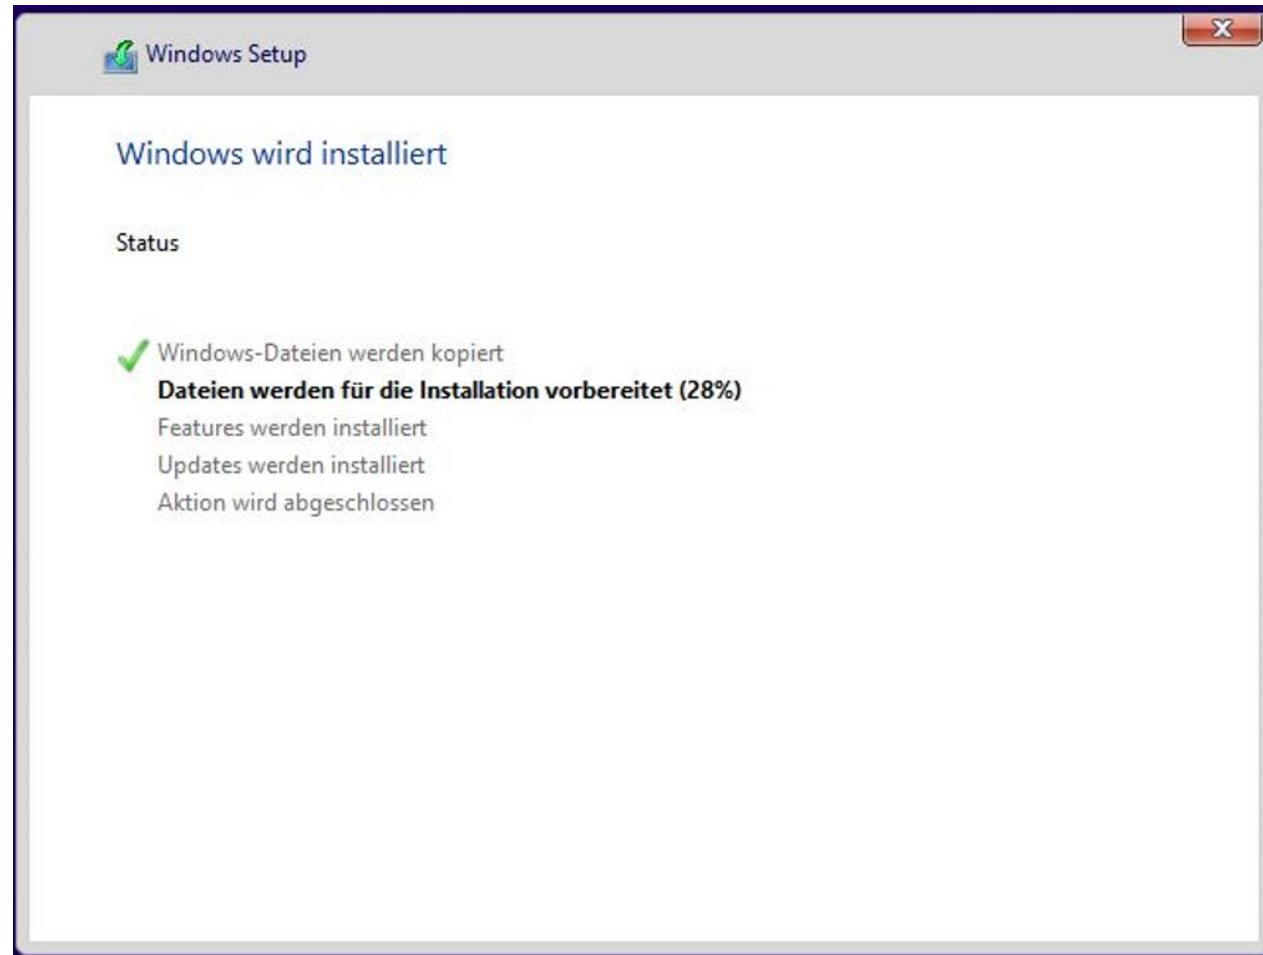 Windows Setup
Windows wird installiert
Status
Windows-Dateien werden kopiert
Dateien werden für die Installation vorbereitet (28%)
Features werden installiert
Updates werden installiert
Aktion wird abgeschlossen